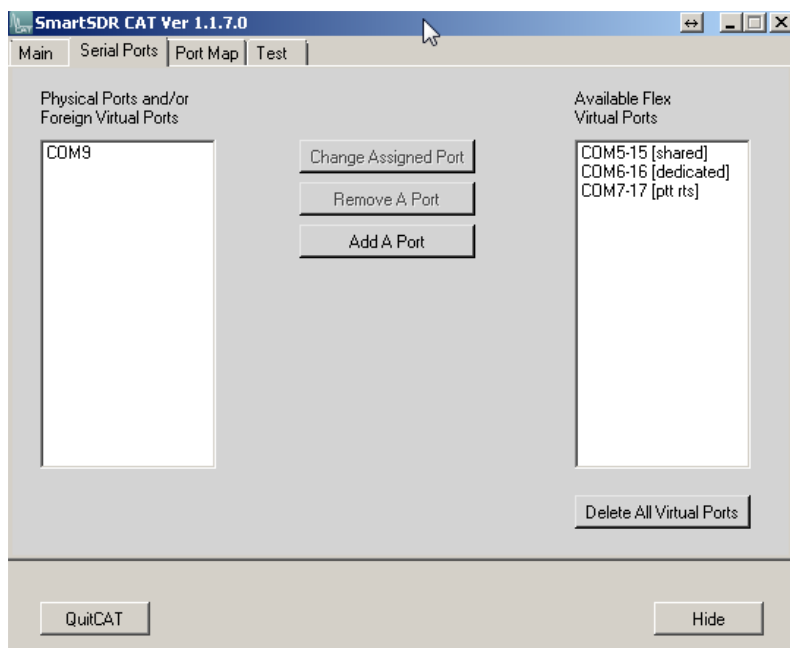 SmartSDR CAT Ver 1.1.7.0
Main
Serial Ports
Port Map
Test
Physical Ports and/or
Foreign Virtual Ports
COM9
Change Assigned Port
Remove A Port
Add A Port
Available Flex
Virtual Ports
COM5-15 [shared]
COM6-16 [dedicated]
COM7-17 [ptt rts]
Delete All Virtual Ports
QuitCAT
Hide